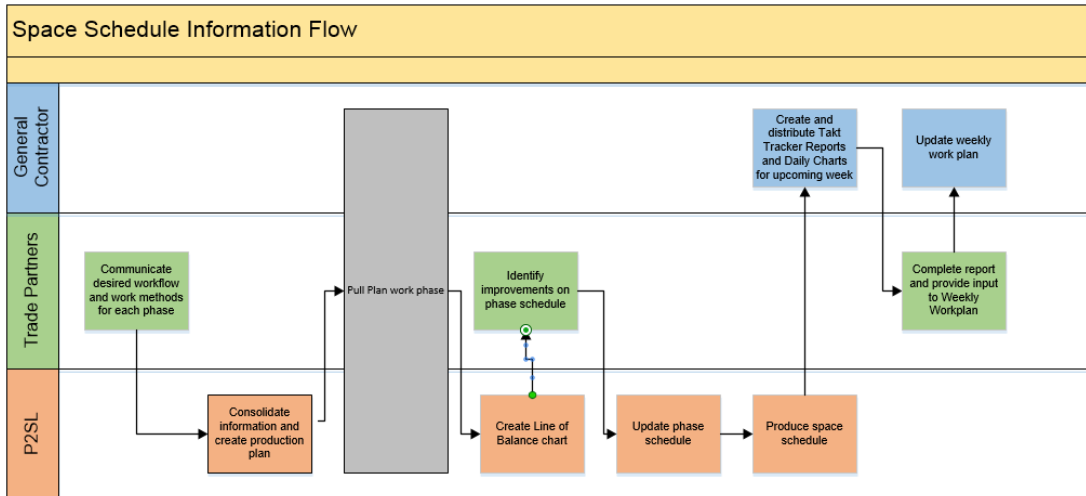 Space Schedule Information Flow
General
Contractor
Create and
distribute Takt
Tracker Reports
and Daily Charts
for upcoming week
Update weekly
work plan
Trade Partners
Communicate
desired workflow
and work methods
for each phase
Pull Plan work phase
Identify
improvements on
phase schedule
Complete report
and provide input
to Weekly
Workplan
P2SL
Consolidate
information and
create production
plan
Create Line of
Balance chart
Update phase
schedule
Produce space
schedule